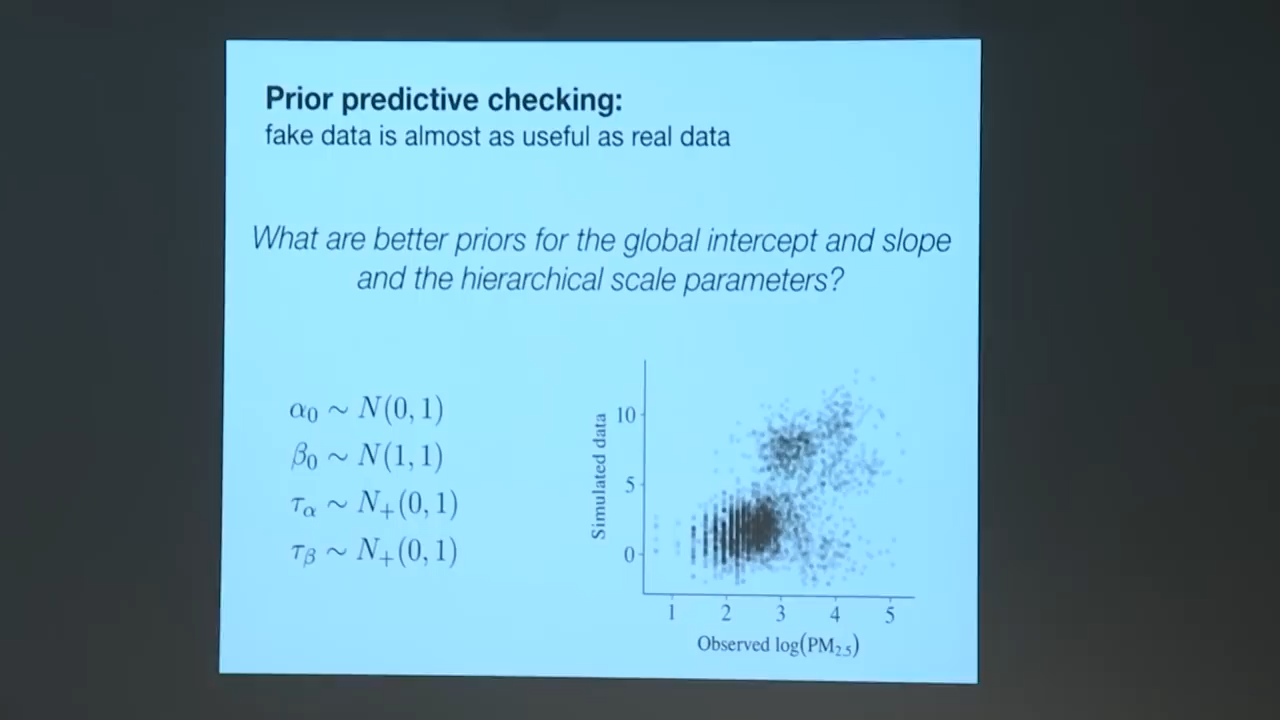 Prior predictive checking:
fake data is almost as useful as real data
What are better priors for the global intercept and slope
and the hierarchical scale parameters?
α₀ ∼ N(0, 1)
β₀ ∼ N(1, 1)
τ_α ∼ N₊(0, 1)
τ_β ∼ N₊(0, 1)
Simulated data
10
5
0
1 2 3 4 5
Observed log(PM₂.₅)